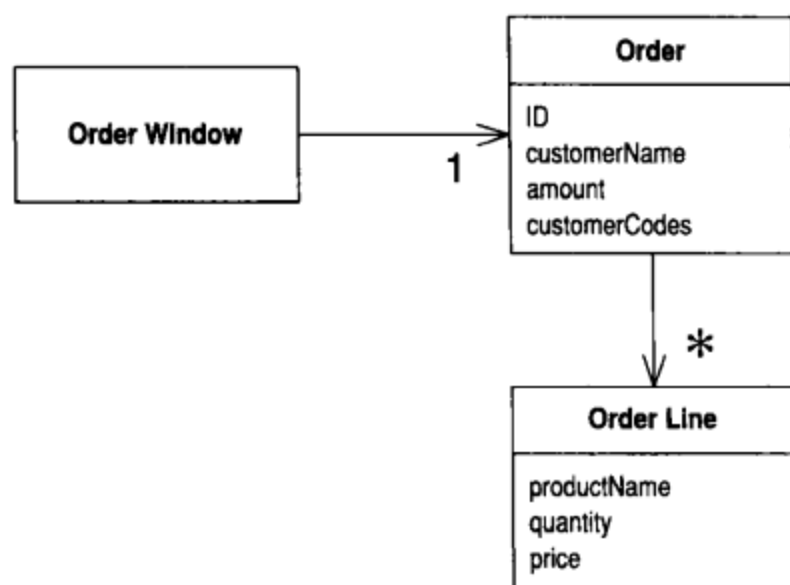 Order
Order Window
ID
customerName
1
amount
customerCodes
*
Order Line
productName
quantity
price